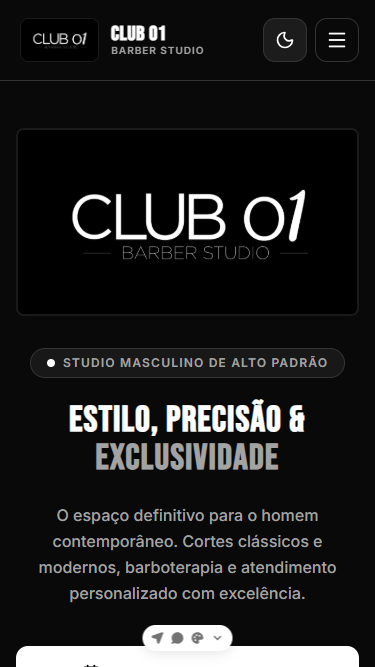 CLUB 01
CLUB 01
BARBER STUDIO
CLUB 01
BARBER STUDIO
STUDIO MASCULINO DE ALTO PADRÃO
ESTILO, PRECISÃO &
EXCLUSIVIDADE
O espaço definitivo para o homem
contemporâneo. Cortes clássicos e
modernos, barboterapia e atendimento
personalizado com excelência.